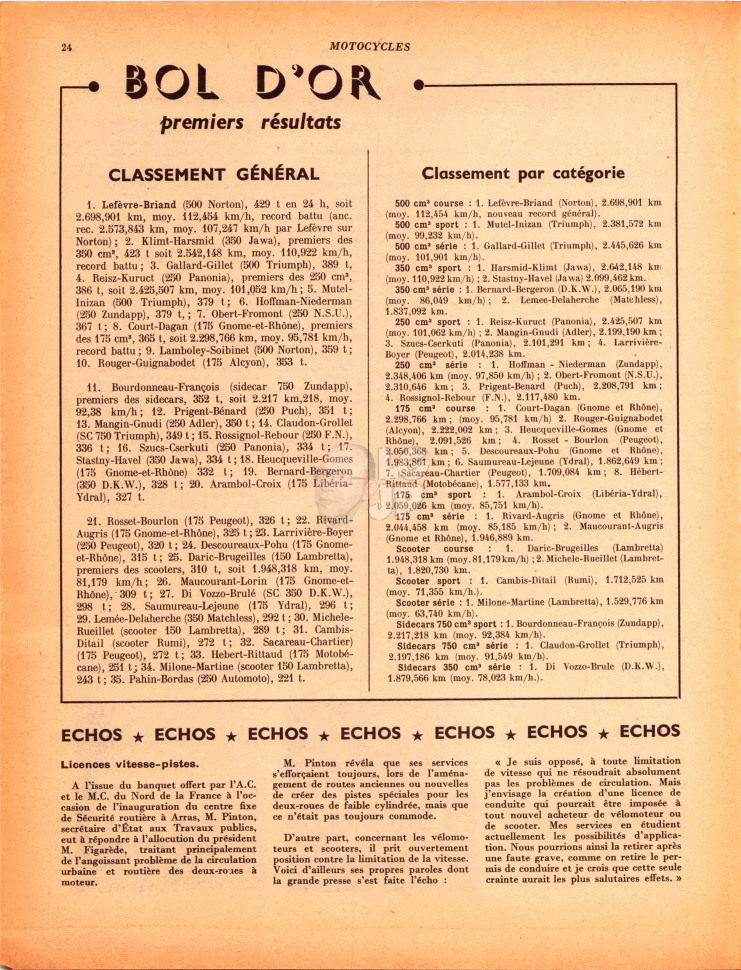 24
MOTOCYCLES
BOL D'OR
premiers résultats
CLASSEMENT GÉNÉRAL
1. Lefèvre-Briand (500 Norton), 429 t en 24 h, soit
2.698,901 km, moy. 112,454 km/h, record battu (anc.
rec. 2.573,843 km, moy. 107,247 km/h par Lefèvre sur
Norton) ; 2. Klimt-Harsmid (350 Jawa), premiers des
350 cm³, 423 t soit 2.542,148 km, moy. 110,922 km/h,
record battu ; 3. Gallard-Gillet (500 Triumph), 389 t,
4. Reisz-Kuruct (250 Panonia), premiers des 250 cm³,
386 t, soit 2.425,507 km, moy. 101,052 km/h ; 5. Mutel-
Inizan (500 Triumph), 379 t ; 6. Hoffman-Niederman
(250 Zundapp), 379 t, ; 7. Obert-Fromont (250 N.S.U.),
367 t ; 8. Court-Dagan (175 Gnome-et-Rhône), premiers
des 175 cm³, 365 t, soit 2.298,766 km, moy. 95,781 km/h,
record battu ; 9. Lamboley-Soibinet (500 Norton), 359 t ;
10. Rouger-Guignabodet (175 Alcyon), 353 t.
11. Bourdonneau-François (sidecar 750 Zundapp),
premiers des sidecars, 352 t, soit 2.217 km,218, moy.
92,38 km/h ; 12. Prigent-Bénard (250 Puch), 351 t ;
13. Mangin-Gnudi (250 Adler), 350 t ; 14. Claudon-Grollet
(SC 750 Triumph), 349 t ; 15. Rossignol-Rebour (250 F.N.),
336 t ; 16. Szucs-Cserkuti (250 Panonia), 334 t ; 17.
Stastny-Havel (350 Jawa), 334 t ; 18. Heucqueville-Gomes
(175 Gnome-et-Rhône) 332 t ; 19. Bernard-Bergeron
(350 D.K.W.), 328 t ; 20. Arambol-Croix (175 Libéria-
Ydral), 327 t.
21. Rosset-Bourlon (175 Peugeot), 326 t ; 22. Rivard-
Augris (175 Gnome-et-Rhône), 325 t ; 23. Larrivière-Boyer
(250 Peugeot), 320 t ; 24. Descoureaux-Pohu (175 Gnome-
et-Rhône), 315 t ; 25. Daric-Brugeilles (150 Lambretta),
premiers des scooters, 310 t, soit 1.948,318 km, moy.
81,179 km/h ; 26. Maucourant-Lorin (175 Gnome-et-
Rhône), 309 t ; 27. Di Vozzo-Brulé (SC 350 D.K.W.),
298 t ; 28. Saumureau-Lejeune (175 Ydral), 296 t ;
29. Lemée-Delaherche (350 Matchless), 292 t ; 30. Michele-
Rueillet (scooter 150 Lambretta), 289 t ; 31. Cambis-
Ditail (scooter Rumi), 272 t ; 32. Sacareau-Chartier)
(175 Peugeot), 272 t ; 33. Hebert-Rittaud (175 Motobé-
cane), 251 t ; 34. Milone-Martine (scooter 150 Lambretta),
243 t ; 35. Pahin-Bordas (250 Automoto), 221 t.
Classement par catégorie
500 cm³ course : 1. Lefèvre-Briand (Norton), 2.698,901 km
(moy. 112,454 km/h, nouveau record général).
500 cm³ sport : 1. Mutel-Inizan (Triumph), 2.381,572 km
(moy. 99,232 km/h).
500 cm³ série : 1. Gallard-Gillet (Triumph), 2.445,626 km
(moy. 101,901 km/h).
350 cm³ sport : 1. Harsmid-Klimt (Jawa), 2.642,148 km
(moy. 110,922 km/h) ; 2. Stastny-Havel (Jawa) 2.099,462 km.
350 cm³ série : 1. Bernard-Bergeron (D.K.W.), 2.065,190 km
(moy. 86,049 km/h) ; 2. Lemee-Delaherche (Matchless),
1.837,092 km.
250 cm³ sport : 1. Reisz-Kuruct (Panonia), 2.425,507 km
(moy. 101,062 km/h) ; 2. Mangin-Gnudi (Adler), 2.199,190 km ;
3. Szucs-Cserkuti (Panonia), 2.101,291 km ; 4. Larrivière-
Boyer (Peugeot), 2.014,238 km.
250 cm³ série : 1. Hoffman - Niederman (Zundapp),
2.348,406 km (moy. 97,850 km/h) ; 2. Obert-Fromont (N.S.U.),
2.310,646 km ; 3. Prigent-Benard (Puch), 2.208,791 km ;
4. Rossignol-Rebour (F.N.), 2.117,480 km.
175 cm³ course : 1. Court-Dagan (Gnome et Rhône),
2.298,766 km ; (moy. 95,781 km/h) 2. Rouger-Guignabodet
(Alcyon), 2.222,002 km ; 3. Heucqueville-Gomes (Gnome et
Rhône), 2.091,526 km ; 4. Rosset - Bourlon (Peugeot),
2.050,368 km ; 5. Descoureaux-Pohu (Gnome et Rhône),
1.983,861 km ; 6. Saumureau-Lejeune (Ydral), 1.862,649 km ;
7. Sacareau-Chartier (Peugeot), 1.709,084 km ; 8. Hébert-
Rittaud (Motobécane), 1.577,133 km.
175 cm³ sport : 1. Arambol-Croix (Libéria-Ydral),
2.059,026 km (moy. 85,751 km/h).
175 cm³ série : 1. Rivard-Augris (Gnome et Rhône),
2.044,458 km (moy. 85,185 km/h) ; 2. Maucourant-Augris
(Gnome et Rhône), 1.946,889 km.
Scooter course : 1. Daric-Brugeilles (Lambretta)
1.948,318 km (moy. 81,179 km/h) ; 2. Michele-Rueillet (Lambret-
ta), 1.820,730 km.
Scooter sport : 1. Cambis-Ditail (Rumi), 1.712,525 km
(moy. 71,355 km/h.).
Scooter série : 1. Milone-Martine (Lambretta), 1.529,776 km
(moy. 63,740 km/h).
Sidecars 750 cm³ sport : 1. Bourdonneau-François (Zundapp),
2.217,218 km (moy. 92,384 km/h).
Sidecars 750 cm³ série : 1. Claudon-Grollet (Triumph),
2.197,186 km (moy. 91,549 km/h).
Sidecars 350 cm³ série : 1. Di Vozzo-Brule (D.K.W.),
1.879,566 km (moy. 78,023 km/h.).
ECHOS ★ ECHOS ★ ECHOS ★ ECHOS ★ ECHOS ★ ECHOS ★ ECHOS
Licences vitesse-pistes.
A l'issue du banquet offert par l'A.C.
et le M.C. du Nord de la France à l'oc-
casion de l'inauguration du centre fixe
de Sécurité routière à Arras, M. Pinton,
secrétaire d'État aux Travaux publics,
eut à répondre à l'allocution du président
M. Figarède, traitant principalement
de l'angoissant problème de la circulation
urbaine et routière des deux-roues à
moteur.
M. Pinton révéla que ses services
s'efforçaient toujours, lors de l'aména-
gement de routes anciennes ou nouvelles
de créer des pistes spéciales pour les
deux-roues de faible cylindrée, mais que
ce n'était pas toujours commode.
D'autre part, concernant les vélomo-
teurs et scooters, il prit ouvertement
position contre la limitation de la vitesse.
Voici d'ailleurs ses propres paroles dont
la grande presse s'est faite l'écho :
« Je suis opposé, à toute limitation
de vitesse qui ne résoudrait absolument
pas les problèmes de circulation. Mais
j'envisage la création d'une licence de
conduite qui pourrait être imposée à
tout nouvel acheteur de vélomoteur ou
de scooter. Mes services en étudient
actuellement les possibilités d'applica-
tion. Nous pourrions ainsi la retirer après
une faute grave, comme on retire le per-
mis de conduire et je crois que cette seule
crainte aurait les plus salutaires effets. »